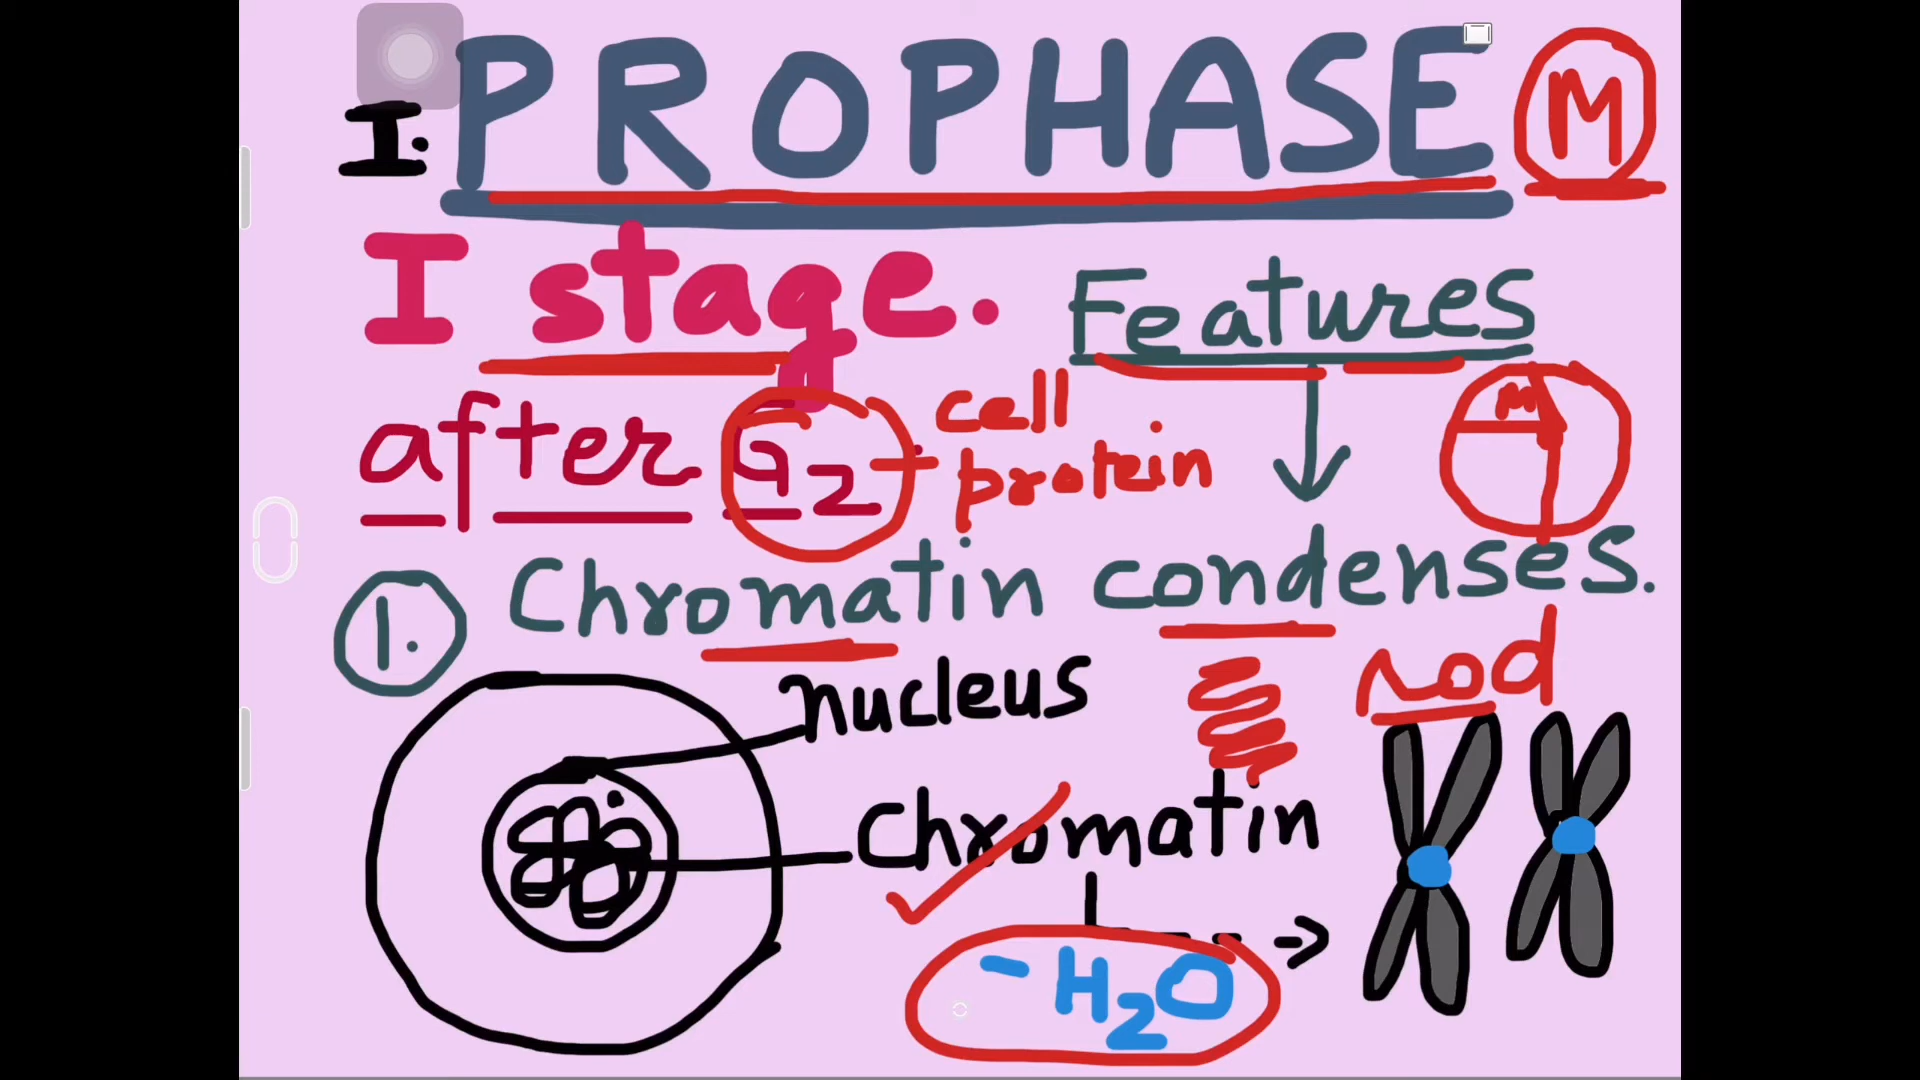 I. PROPHASE M
I stage. Features
after G2 cell protein
M
1. Chromatin condenses.
nucleus rod
Chromatin
- H2O